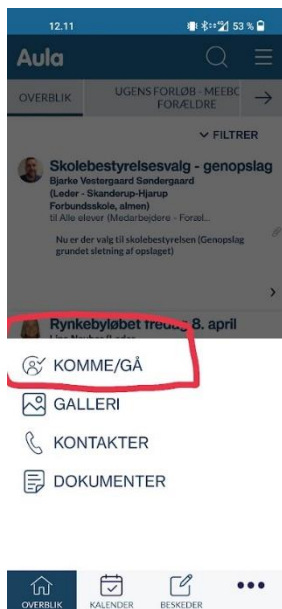 12.11
53 %
Aula
OVERBLIK
UGENS FORLØB - MEEBC
FORÆLDRE
FILTRER
Skolebestyrelsesvalg - genopslag
Bjarke Vestergaard Søndergaard
(Leder - Skanderup-Hjarup
Forbundsskole, almen)
til Alle elever (Medarbejdere - Foræl...
Nu er der valg til skolebestyrelsen (Genopslag
grundet sletning af opslaget)
Rynkebyløbet fredag 8. april
KOMME/GÅ
GALLERI
KONTAKTER
DOKUMENTER
OVERBLIK
KALENDER
BESKEDER